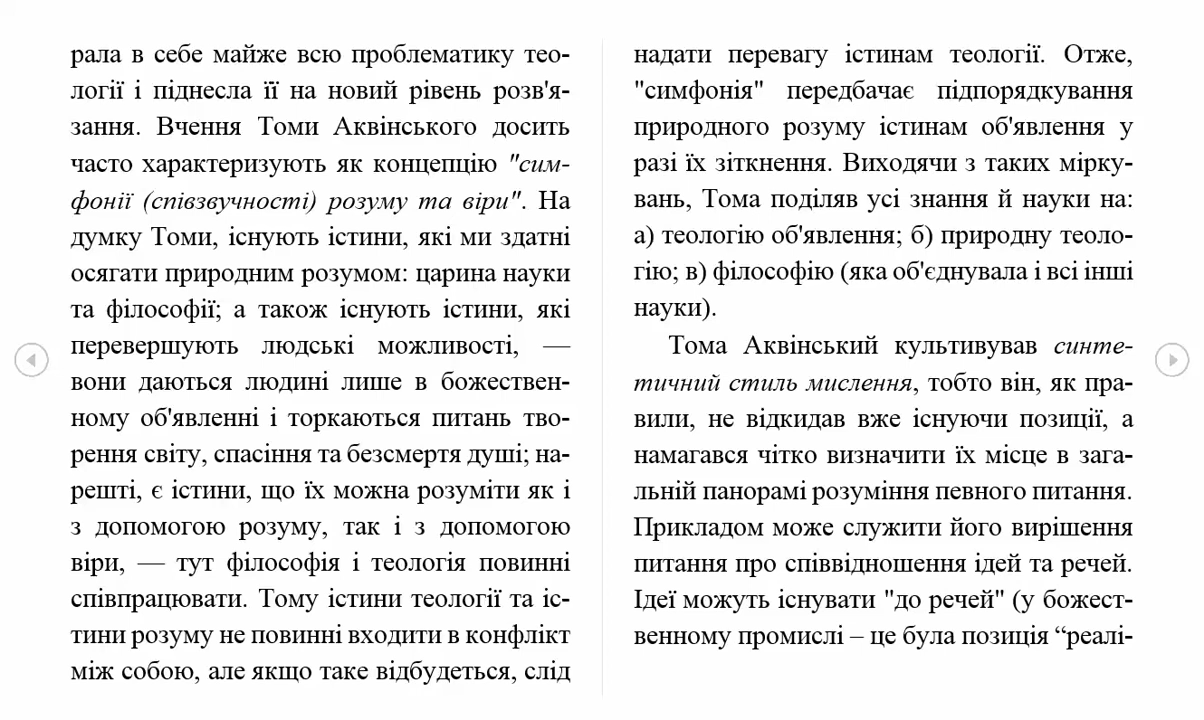 рала в себе майже всю проблематику тео-
логії і піднесла її на новий рівень розв'я-
зання. Вчення Томи Аквінського досить
часто характеризують як концепцію "сим-
фонії (співзвучності) розуму та віри". На
думку Томи, існують істини, які ми здатні
осягати природним розумом: царина науки
та філософії; а також існують істини, які
перевершують людські можливості, —
вони даються людині лише в божествен-
ному об'явленні і торкаються питань тво-
рення світу, спасіння та безсмертя душі; на-
решті, є істини, що їх можна розуміти як і
з допомогою розуму, так і з допомогою
віри, — тут філософія і теологія повинні
співпрацювати. Тому істини теології та іс-
тини розуму не повинні входити в конфлікт
між собою, але якщо таке відбудеться, слід
надати перевагу істинам теології. Отже,
"симфонія" передбачає підпорядкування
природного розуму істинам об'явлення у
разі їх зіткнення. Виходячи з таких мірку-
вань, Тома поділяв усі знання й науки на:
а) теологію об'явлення; б) природну теоло-
гію; в) філософію (яка об'єднувала і всі інші
науки).
Тома Аквінський культивував синте-
тичний стиль мислення, тобто він, як пра-
вили, не відкидав вже існуючи позиції, а
намагався чітко визначити їх місце в зага-
льній панорамі розуміння певного питання.
Прикладом може служити його вирішення
питання про співвідношення ідей та речей.
Ідеї можуть існувати "до речей" (у божест-
венному промислі – це була позиція “реалі-